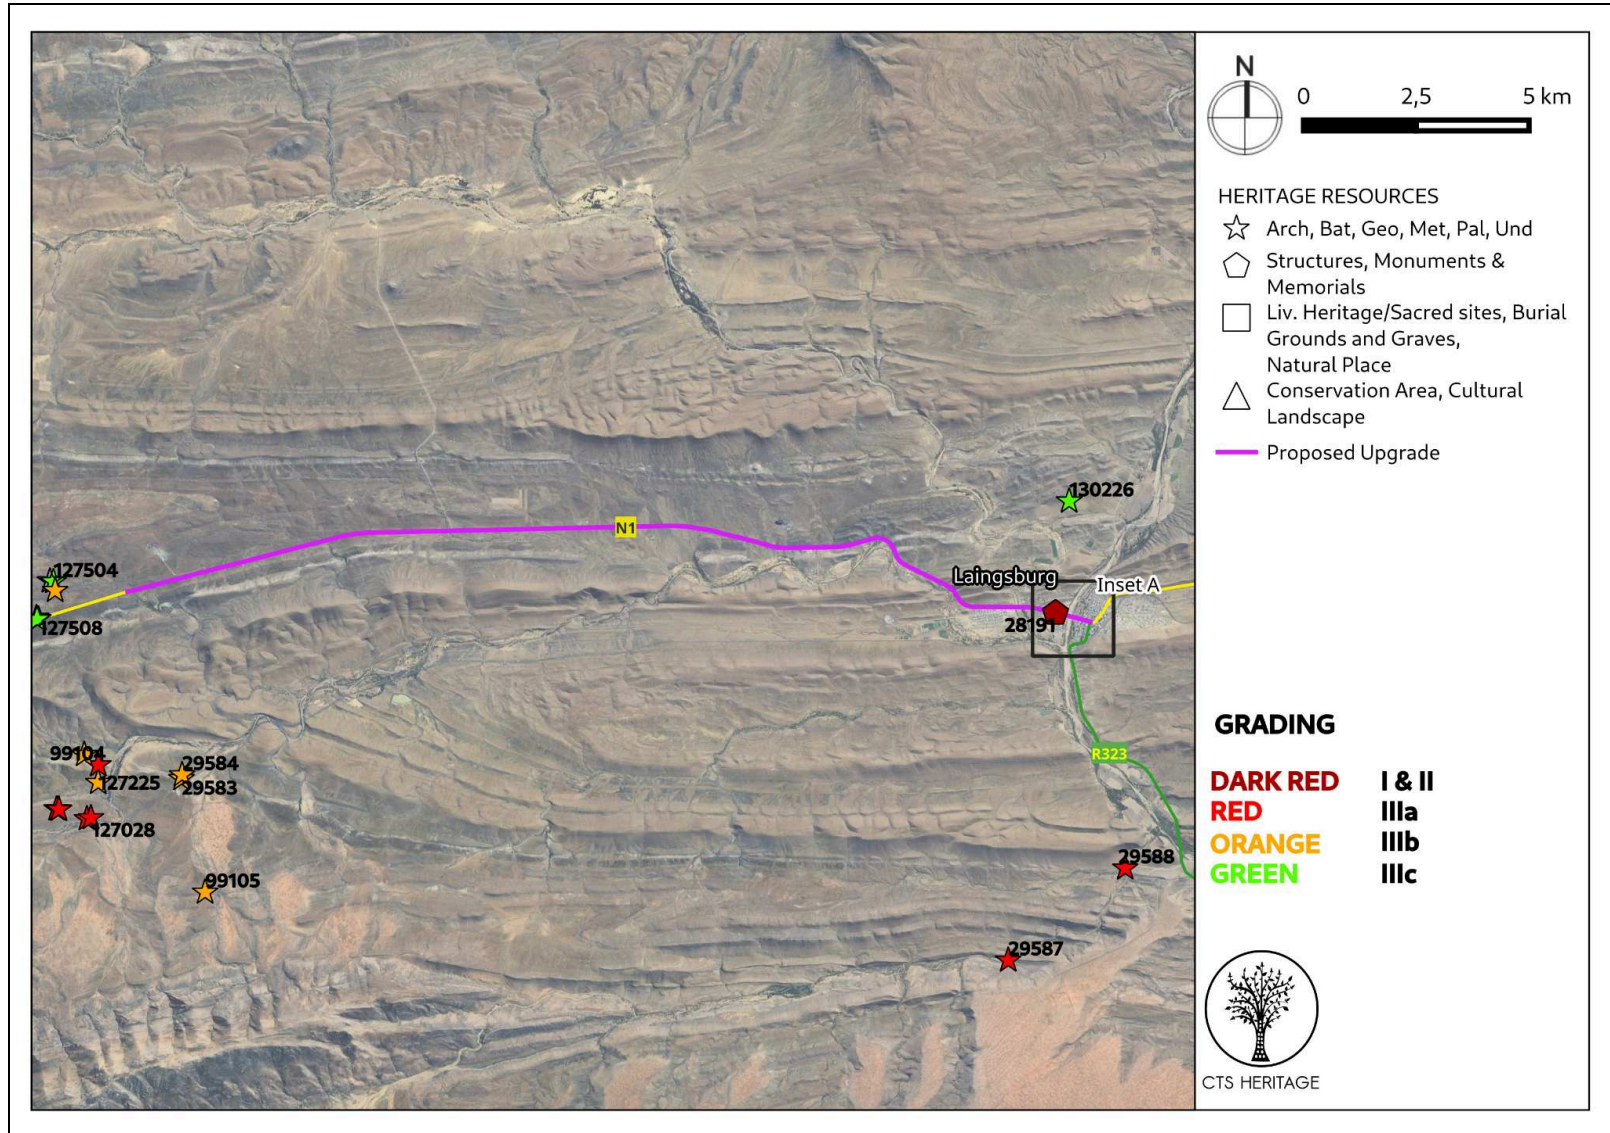 N
0 2,5 5 km
HERITAGE RESOURCES
Arch, Bat, Geo, Met, Pal, Und
Structures, Monuments &
Memorials
Liv. Heritage/Sacred sites, Burial
Grounds and Graves,
Natural Place
Conservation Area, Cultural
Landscape
Proposed Upgrade
130226
N1
127504
Laingsburg
Inset A
28191
127508
99104
29584
R323
127225
29583
127028
29588
99105
29587
GRADING
DARK RED I & II
RED IIIa
ORANGE IIIb
GREEN IIIc
CTS HERITAGE